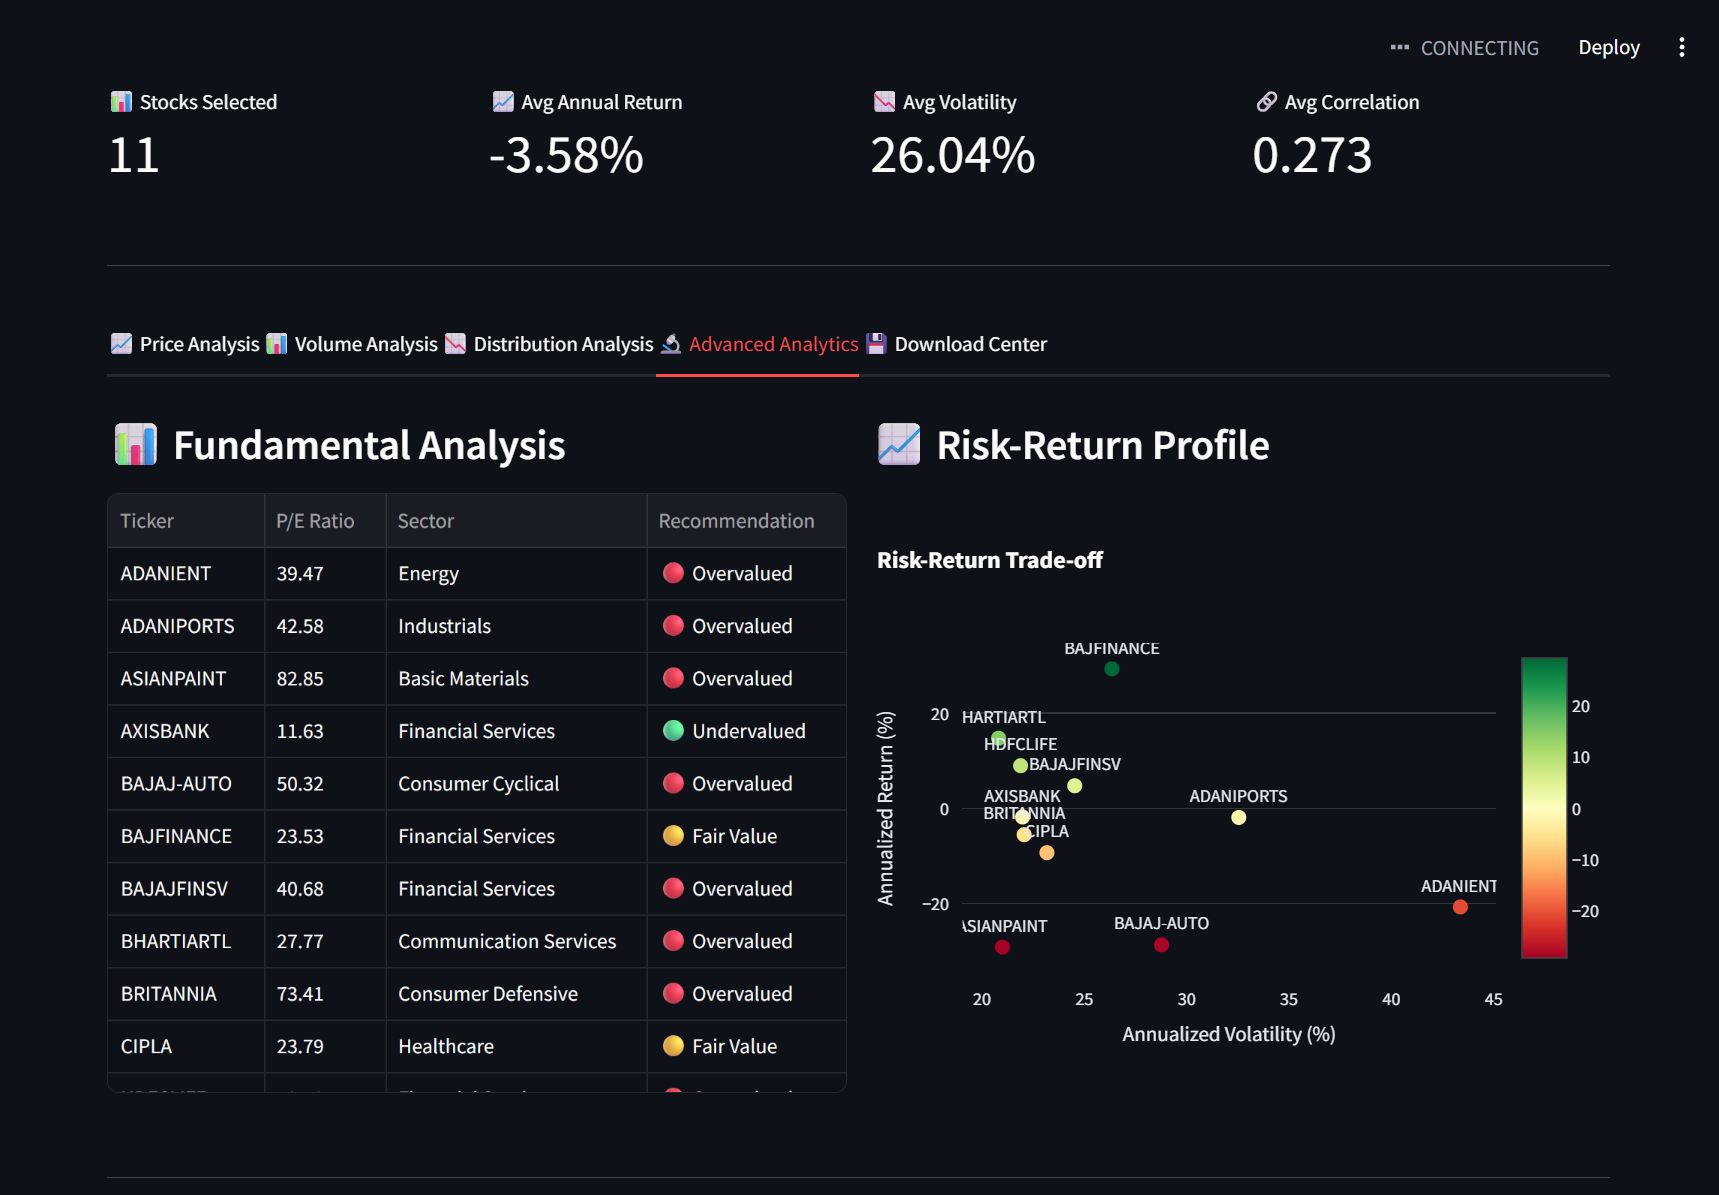 CONNECTING Deploy
Stocks Selected Avg Annual Return Avg Volatility Avg Correlation
11 -3.58% 26.04% 0.273
Price Analysis Volume Analysis Distribution Analysis Advanced Analytics Download Center
Fundamental Analysis
Ticker P/E Ratio Sector Recommendation
ADANIENT 39.47 Energy Overvalued
ADANIPORTS 42.58 Industrials Overvalued
ASIANPAINT 82.85 Basic Materials Overvalued
AXISBANK 11.63 Financial Services Undervalued
BAJAJ-AUTO 50.32 Consumer Cyclical Overvalued
BAJFINANCE 23.53 Financial Services Fair Value
BAJAJFINSV 40.68 Financial Services Overvalued
BHARTIARTL 27.77 Communication Services Overvalued
BRITANNIA 73.41 Consumer Defensive Overvalued
CIPLA 23.79 Healthcare Fair Value
Risk-Return Profile
Risk-Return Trade-off
BAJFINANCE
HARTIARTL
HDFCLIFE
BAJAJFINSV
AXISBANK
ADANIPORTS
BRITANNIA
CIPLA
ADANIENT
ASIANPAINT
BAJAJ-AUTO
20
0
−20
Annualized Return (%)
20 25 30 35 40 45
Annualized Volatility (%)
20
10
0
−10
−20